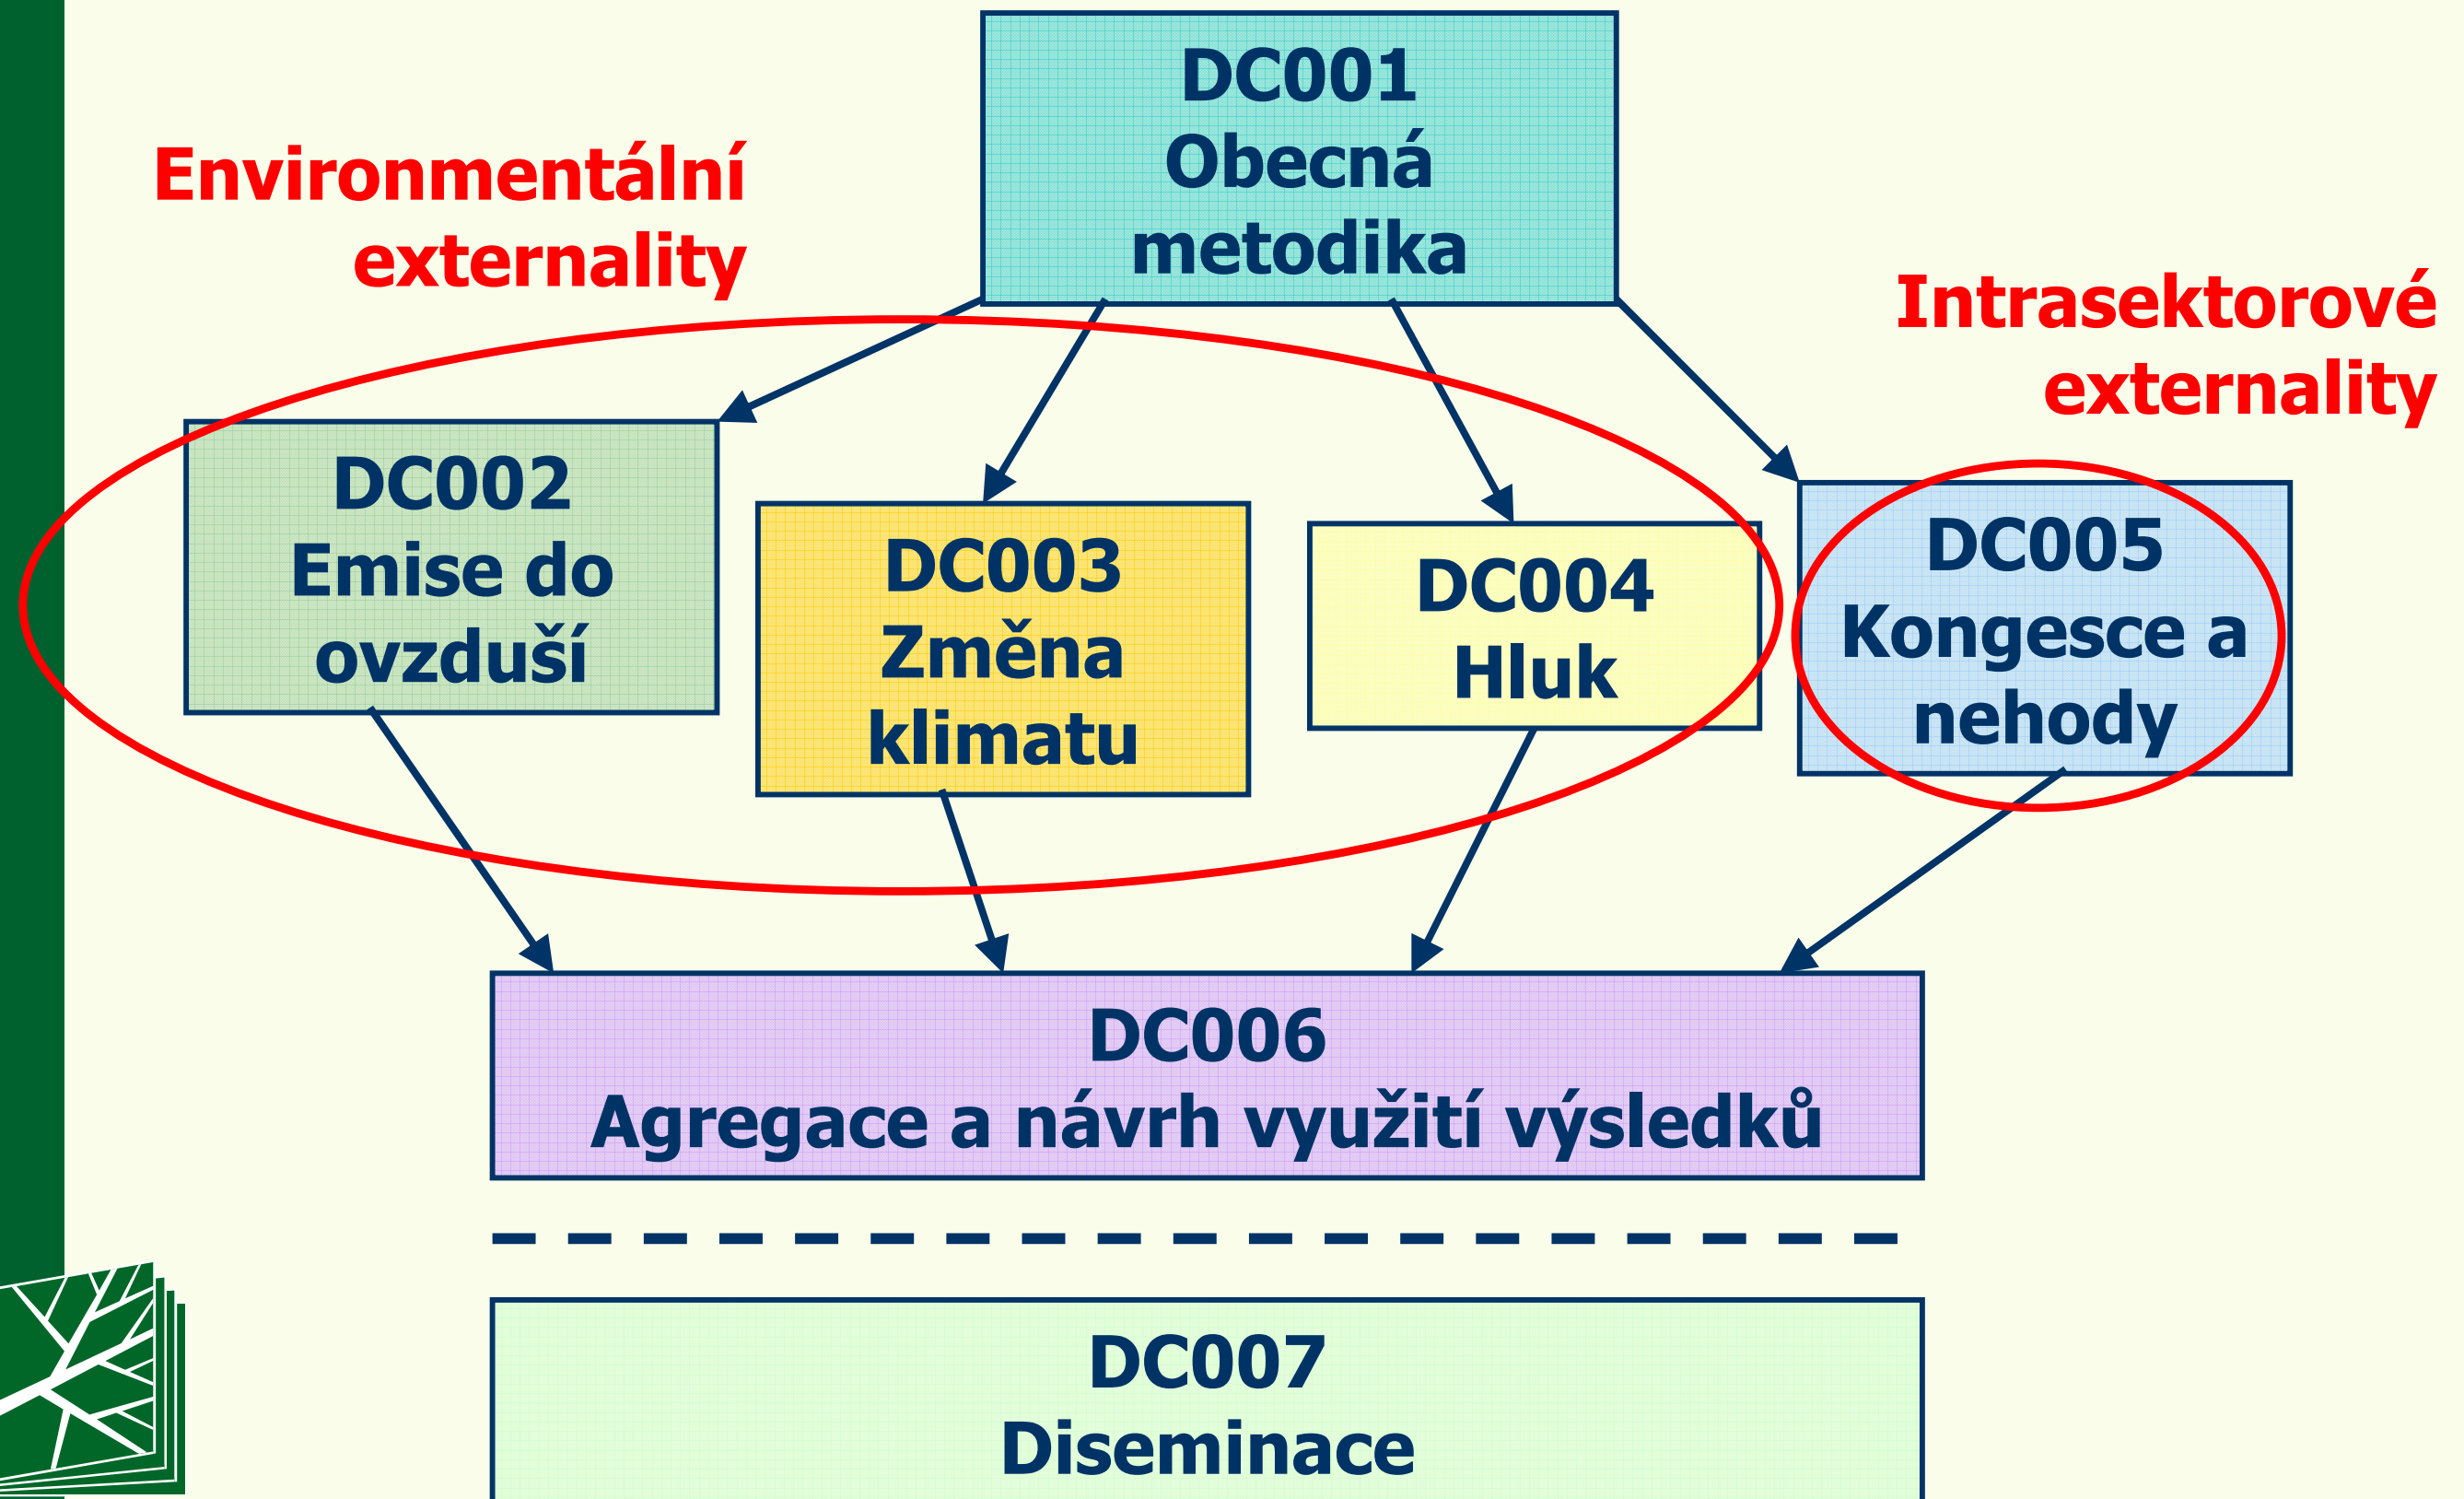 DC001
Obecná
metodika
Environmentální
externality
Intrasektorové
externality
DC002
Emise do
ovzduší
DC003
Změna
klimatu
DC004
Hluk
DC005
Kongesce a
nehody
DC006
Agregace a návrh využití výsledků
DC007
Diseminace